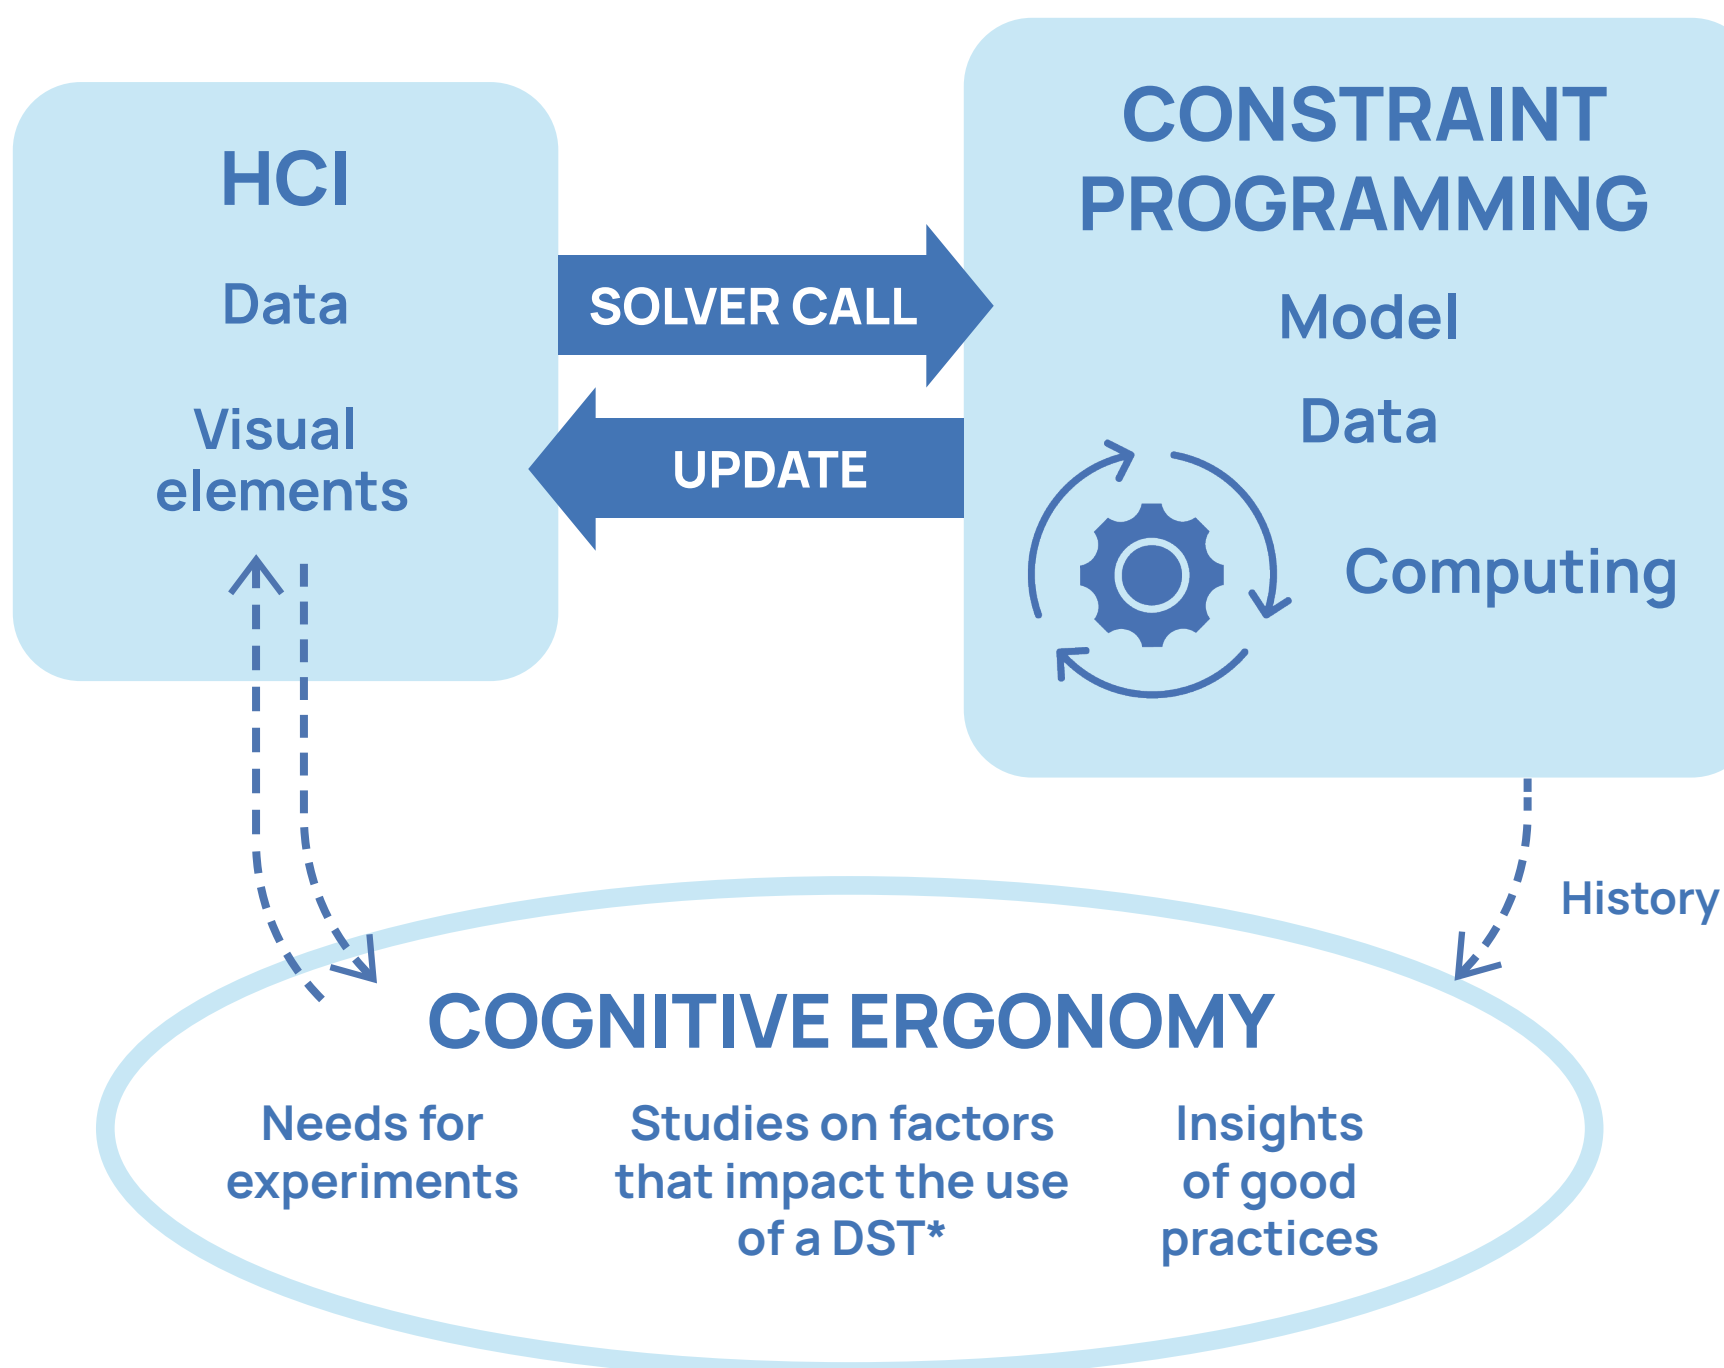 HCI
Data
Visual
elements
SOLVER CALL
UPDATE
CONSTRAINT
PROGRAMMING
Model
Data
Computing
History
COGNITIVE ERGONOMY
Needs for
experiments
Studies on factors
that impact the use
of a DST*
Insights
of good
practices